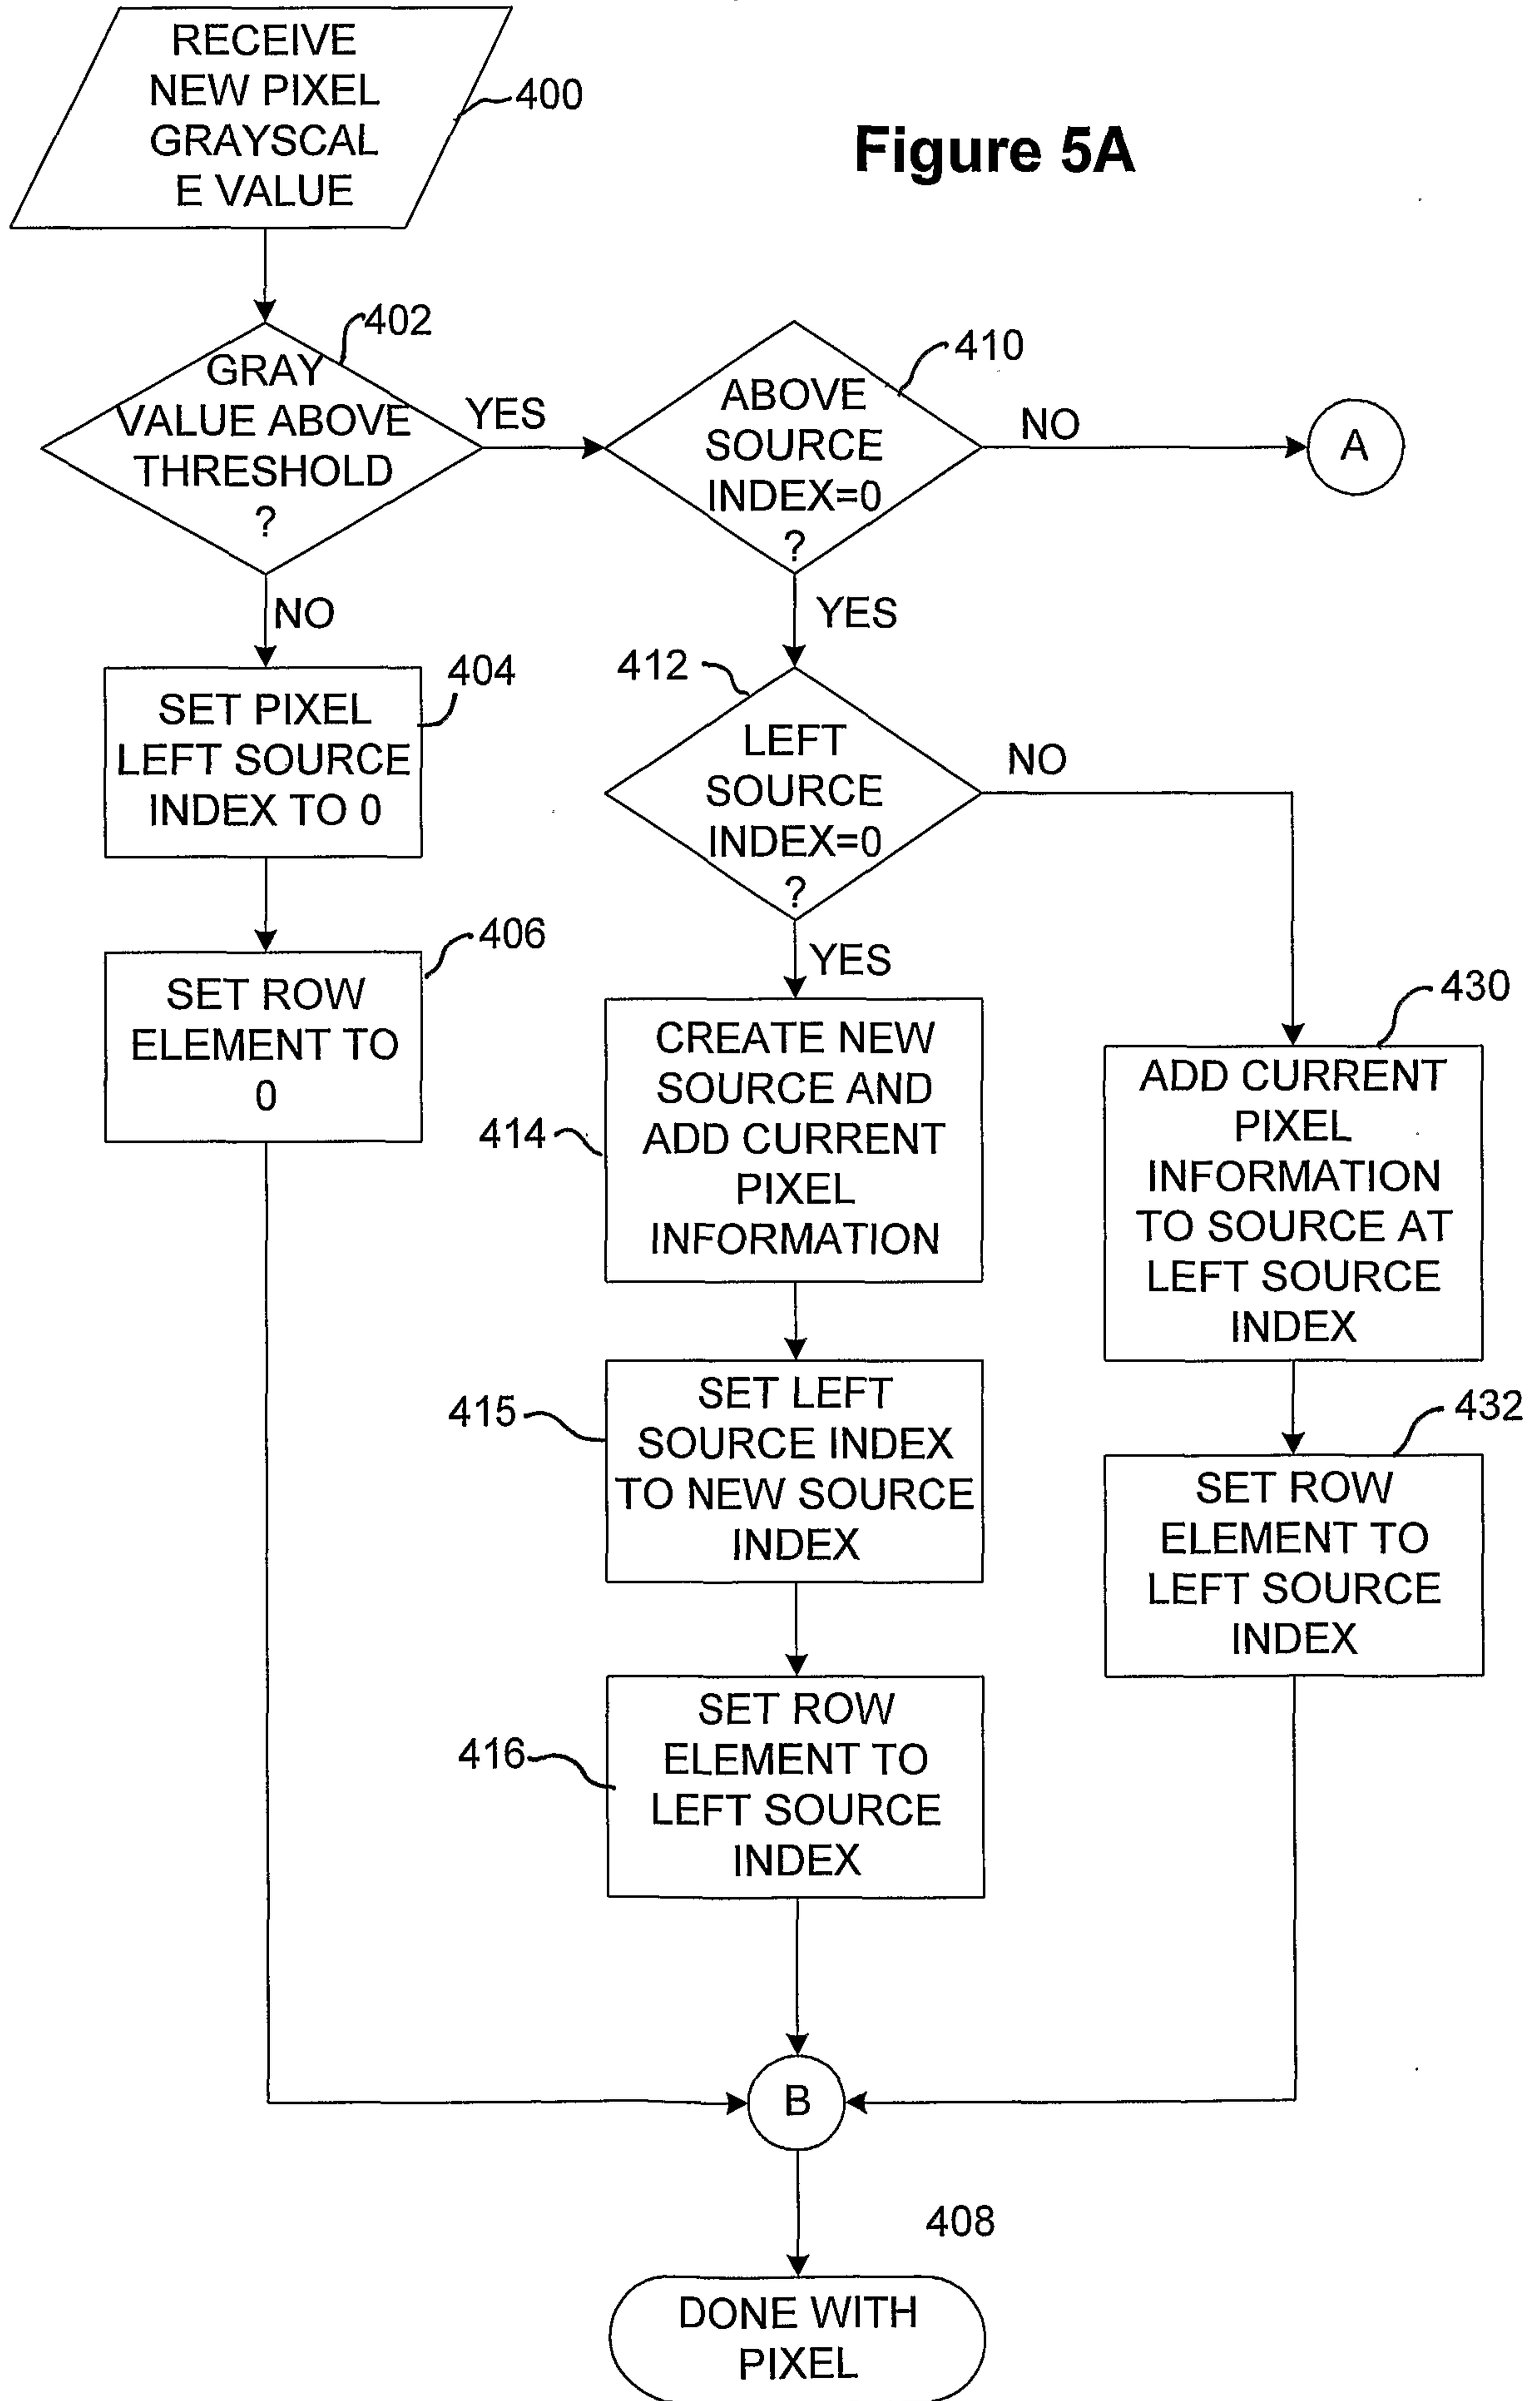 RECEIVE
NEW PIXEL
GRAYSCAL
E VALUE
400
Figure 5A
402
GRAY
VALUE ABOVE
THRESHOLD
?
YES
NO
410
ABOVE
SOURCE
INDEX=0
?
NO
A
YES
404
SET PIXEL
LEFT SOURCE
INDEX TO 0
412
LEFT
SOURCE
INDEX=0
?
NO
YES
406
SET ROW
ELEMENT TO
0
414
CREATE NEW
SOURCE AND
ADD CURRENT
PIXEL
INFORMATION
430
ADD CURRENT
PIXEL
INFORMATION
TO SOURCE AT
LEFT SOURCE
INDEX
415
SET LEFT
SOURCE INDEX
TO NEW SOURCE
INDEX
432
SET ROW
ELEMENT TO
LEFT SOURCE
INDEX
416
SET ROW
ELEMENT TO
LEFT SOURCE
INDEX
B
408
DONE WITH
PIXEL